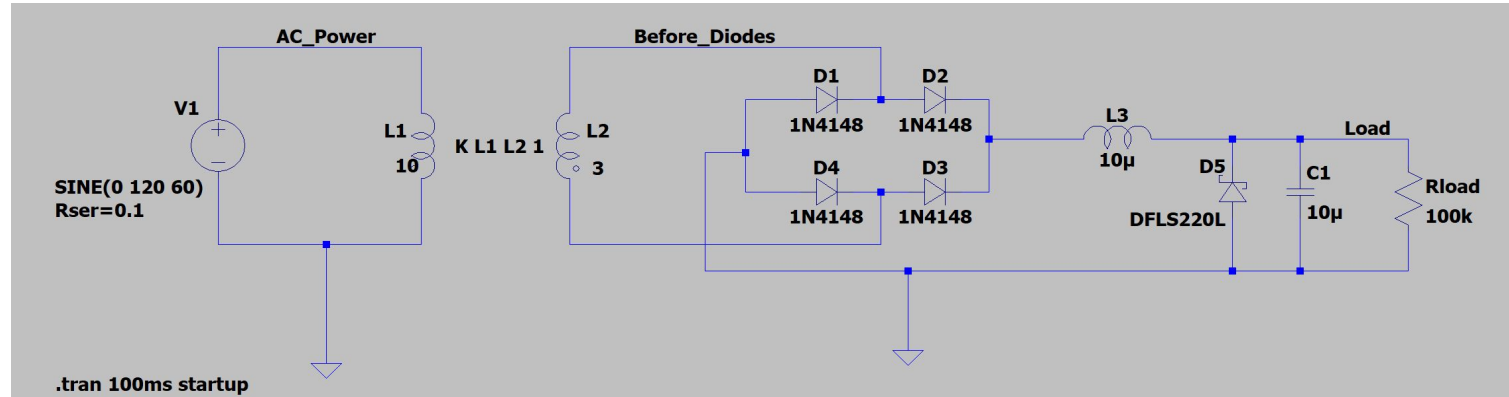 AC_Power
Before_Diodes
V1
SINE(0 120 60)
Rser=0.1
L1
10
K L1 L2 1
L2
3
D1
1N4148
D2
1N4148
D4
1N4148
D3
1N4148
L3
10µ
D5
DFLS220L
C1
10µ
Load
Rload
100k
.tran 100ms startup